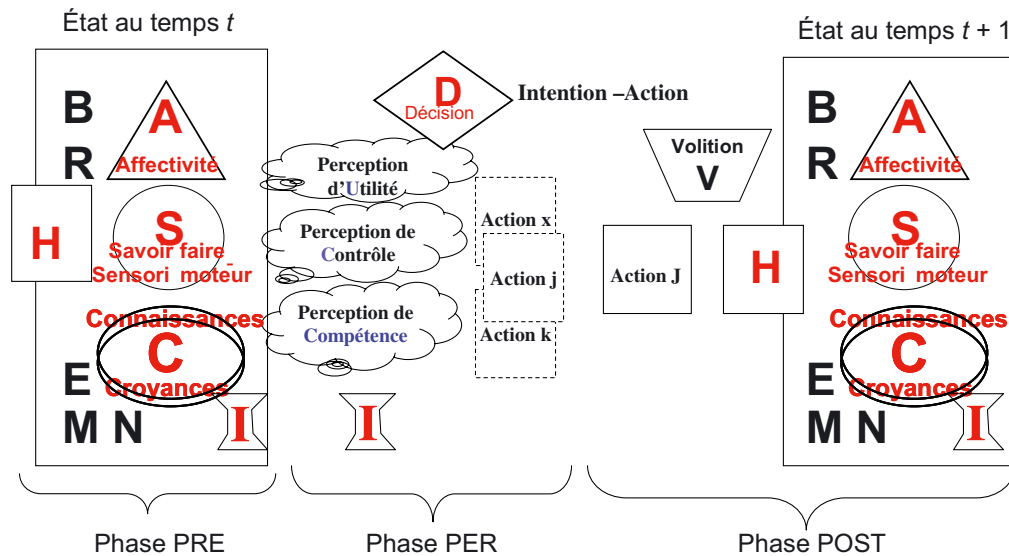 État au temps t
B
R
A
Affectivité
H
S
Savoir faire
Sensori moteur
Connaissances
C
Croyances
E
M N
I
D
Décision
Intention –Action
Perception
d'Utilité
Perception de
Contrôle
Perception de
Compétence
I
Action x
Action j
Action k
État au temps t + 1
Volition
V
Action J
H
B
R
A
Affectivité
S
Savoir faire
Sensori moteur
Connaissances
C
Croyances
E
M N
I
Phase PRE
Phase PER
Phase POST